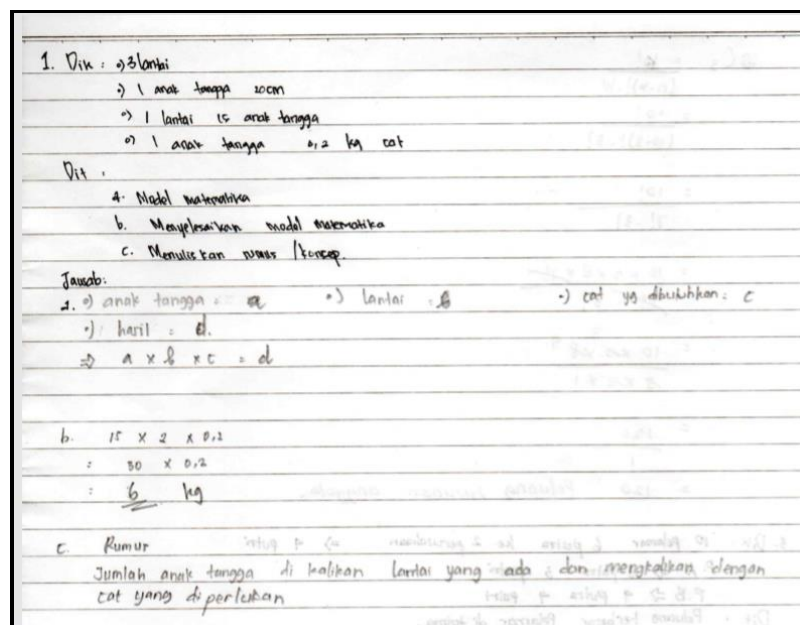 1. Dik : •) 3 lantai
•) 1 anak tangga 20cm
•) 1 lantai 15 anak tangga
•) 1 anak tangga 0,2 kg cat
Dit :
a. Model matematika
b. Menyelesaikan model matematika
c. Menuliskan rumus / konsep.
Jawab:
a. •) anak tangga = a •) lantai = b •) cat yg dibutuhkan = c
•) hasil = d.
⇒ a x b x c = d
b. 15 x 2 x 0,2
= 30 x 0,2
= 6 kg
c. Rumus
Jumlah anak tangga di kalikan lantai yang ada dan mengkalikan dengan
cat yang diperlukan